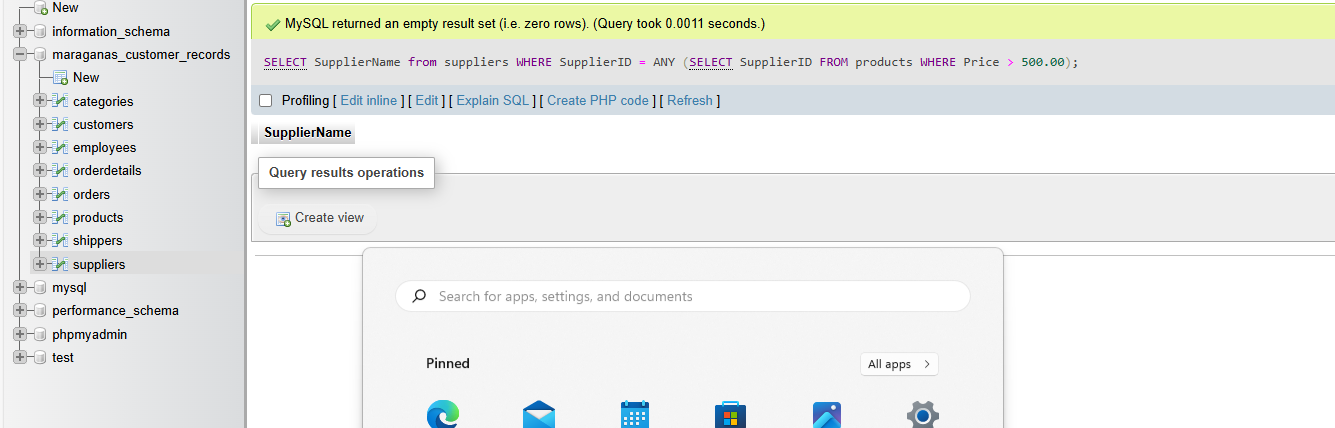 New
information_schema
maraganas_customer_records
New
categories
customers
employees
orderdetails
orders
products
shippers
suppliers
mysql
performance_schema
phpmyadmin
test
MySQL returned an empty result set (i.e. zero rows). (Query took 0.0011 seconds.)
SELECT SupplierName from suppliers WHERE SupplierID = ANY (SELECT SupplierID FROM products WHERE Price > 500.00);
Profiling [ Edit inline ] [ Edit ] [ Explain SQL ] [ Create PHP code ] [ Refresh ]
SupplierName
Query results operations
Create view
Search for apps, settings, and documents
Pinned
All apps >